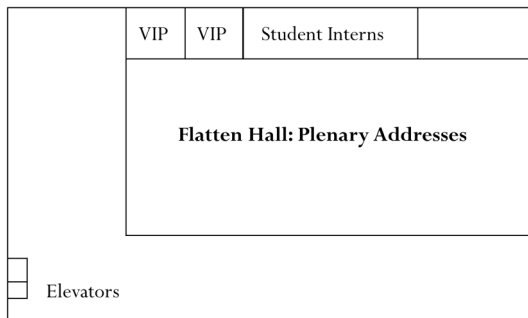 VIP VIP Student Interns
Flatten Hall: Plenary Addresses
Elevators